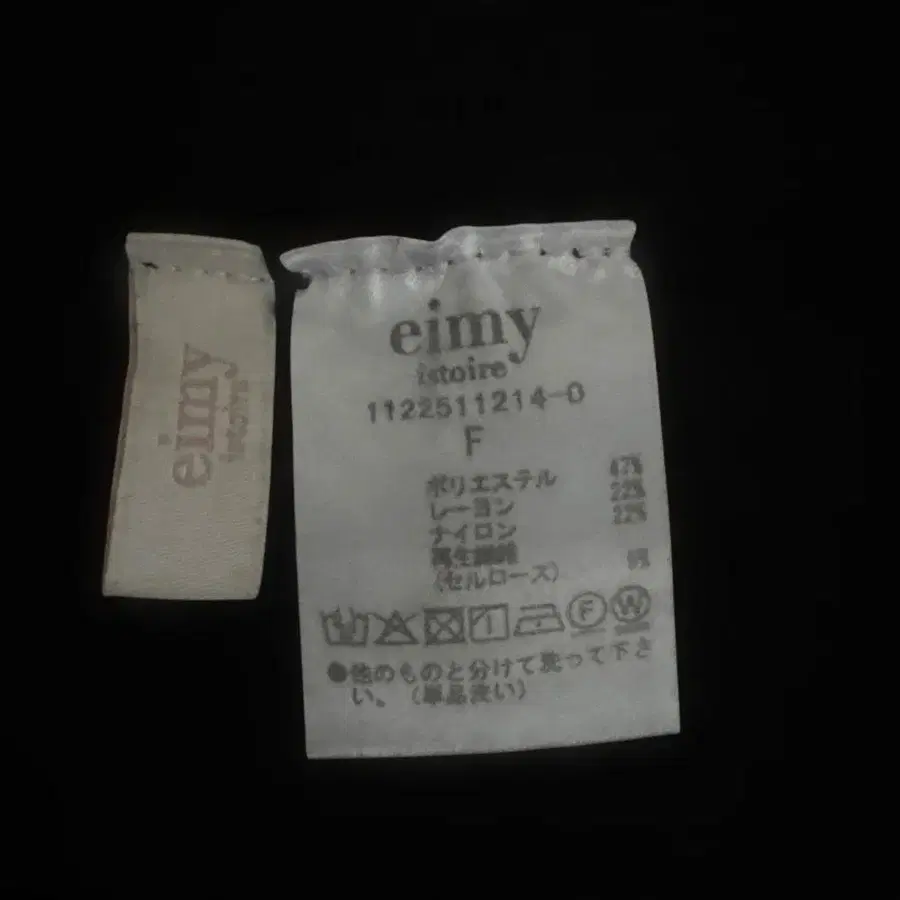 eimy
istoire
eimy
istoire
1122511214-0
F
ポリエステル 47%
レーヨン 22%
ナイロン 22%
再生繊維
(セルローズ) 9%
F
W
●他のものと分けて洗って下さ
い。(単品洗い)